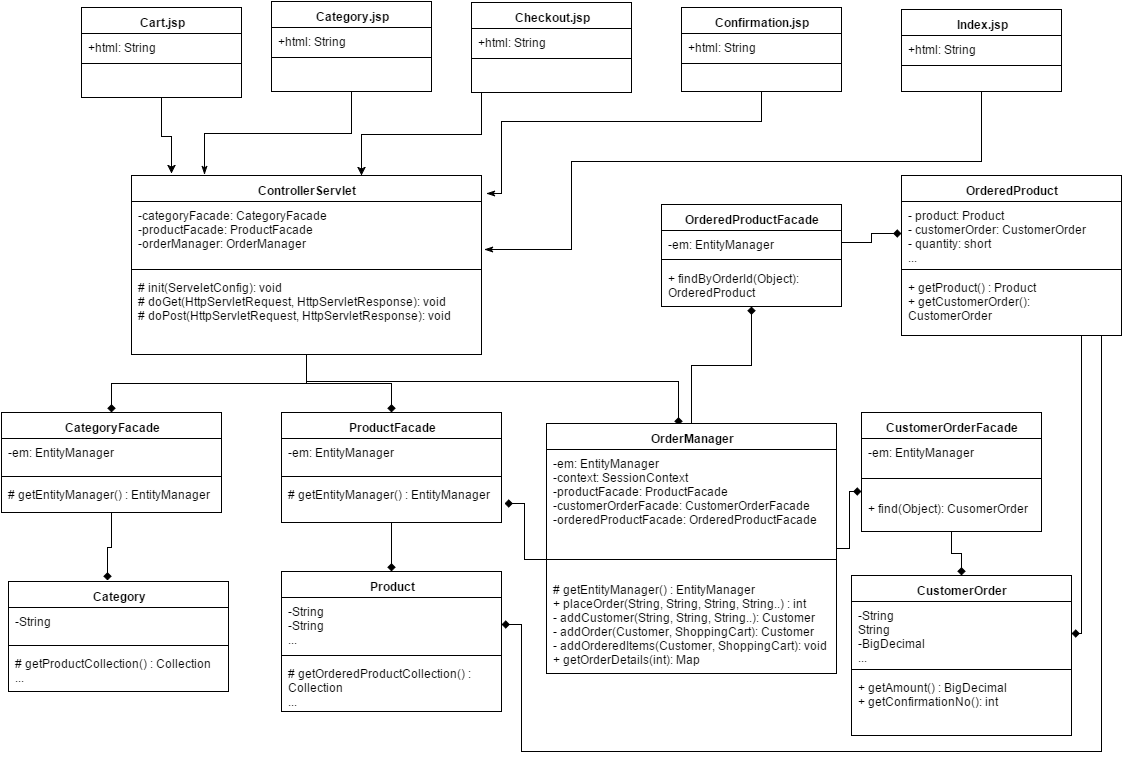 Cart.jsp
+html: String
Category.jsp
+html: String
Checkout.jsp
+html: String
Confirmation.jsp
+html: String
Index.jsp
+html: String
ControllerServlet
-categoryFacade: CategoryFacade
-productFacade: ProductFacade
-orderManager: OrderManager
# init(ServeletConfig): void
# doGet(HttpServletRequest, HttpServletResponse): void
# doPost(HttpServletRequest, HttpServletResponse): void
OrderedProductFacade
-em: EntityManager
+ findByOrderId(Object):
OrderedProduct
OrderedProduct
- product: Product
- customerOrder: CustomerOrder
- quantity: short
...
+ getProduct() : Product
+ getCustomerOrder():
CustomerOrder
CategoryFacade
-em: EntityManager
# getEntityManager() : EntityManager
ProductFacade
-em: EntityManager
# getEntityManager() : EntityManager
OrderManager
-em: EntityManager
-context: SessionContext
-productFacade: ProductFacade
-customerOrderFacade: CustomerOrderFacade
-orderedProductFacade: OrderedProductFacade
# getEntityManager() : EntityManager
+ placeOrder(String, String, String, String..) : int
- addCustomer(String, String, String..): Customer
- addOrder(Customer, ShoppingCart): Customer
- addOrderedItems(Customer, ShoppingCart): void
+ getOrderDetails(int): Map
CustomerOrderFacade
-em: EntityManager
+ find(Object): CusomerOrder
Category
-String
# getProductCollection() : Collection
...
Product
-String
-String
...
# getOrderedProductCollection() :
Collection
...
CustomerOrder
-String
String
-BigDecimal
...
+ getAmount() : BigDecimal
+ getConfirmationNo(): int